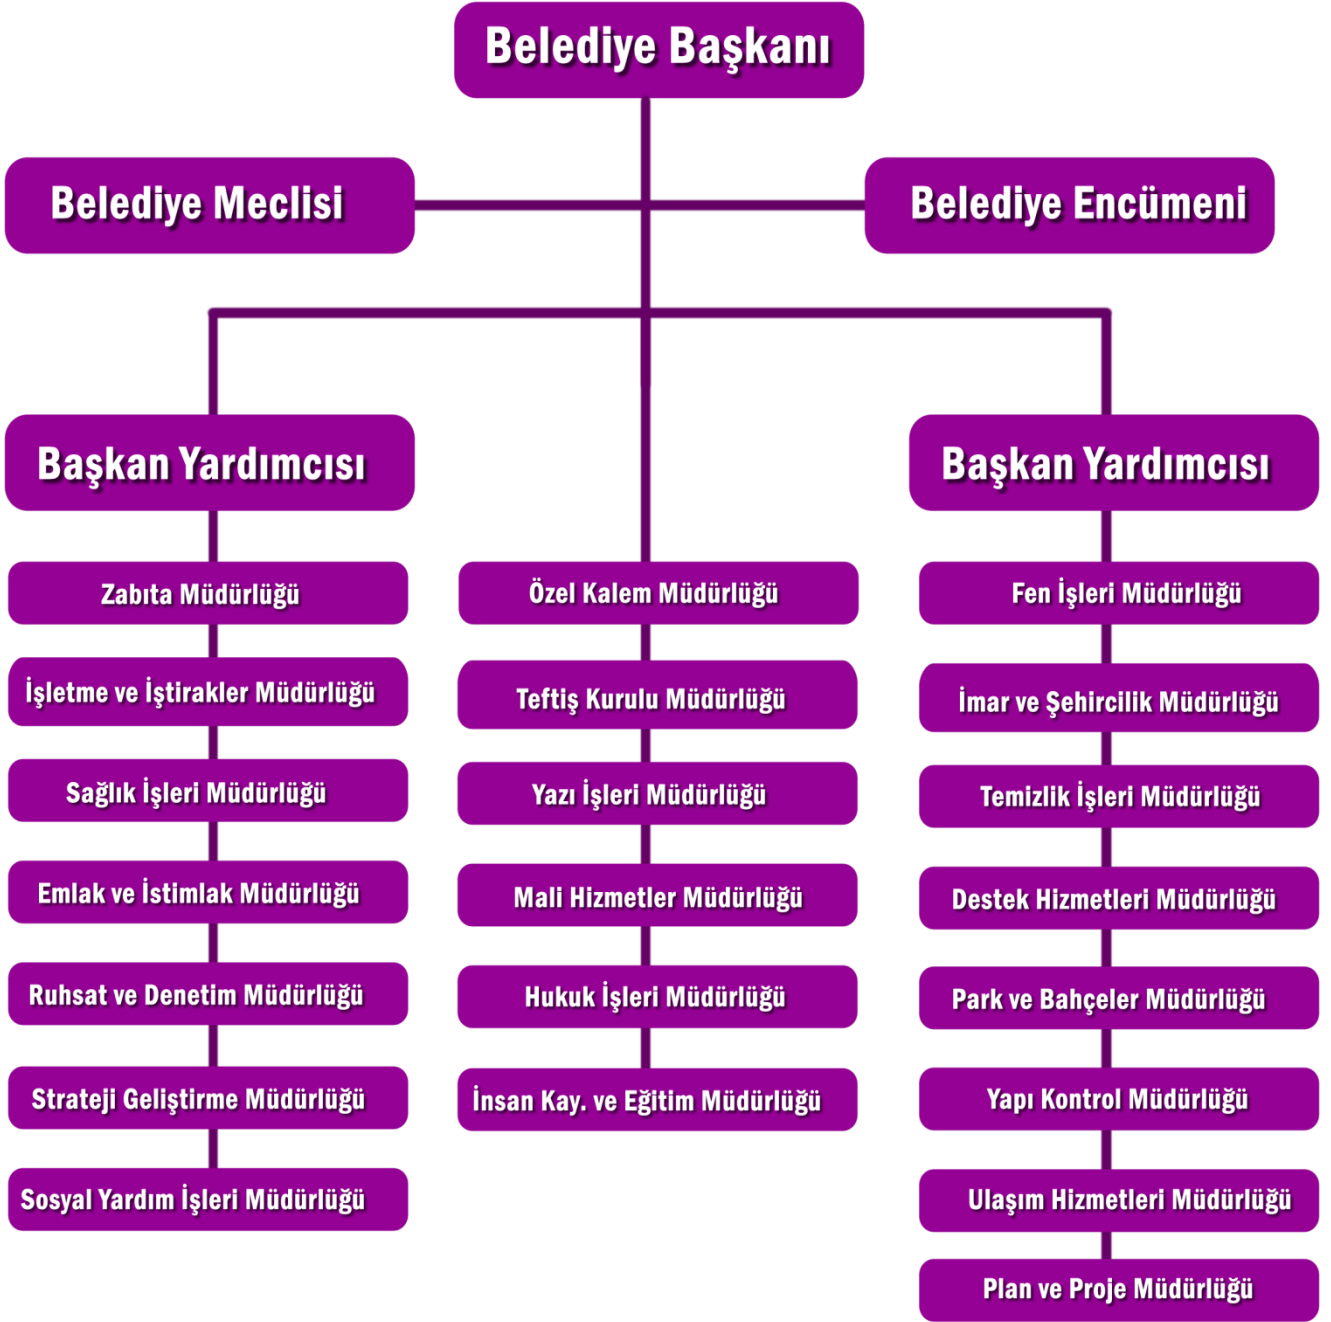 Belediye Başkanı
Belediye Meclisi
Belediye Encümeni
Başkan Yardımcısı
Başkan Yardımcısı
Zabıta Müdürlüğü
İşletme ve İştirakler Müdürlüğü
Sağlık İşleri Müdürlüğü
Emlak ve İstimlak Müdürlüğü
Ruhsat ve Denetim Müdürlüğü
Strateji Geliştirme Müdürlüğü
Sosyal Yardım İşleri Müdürlüğü
Özel Kalem Müdürlüğü
Teftiş Kurulu Müdürlüğü
Yazı İşleri Müdürlüğü
Mali Hizmetler Müdürlüğü
Hukuk İşleri Müdürlüğü
İnsan Kay. ve Eğitim Müdürlüğü
Fen İşleri Müdürlüğü
İmar ve Şehircilik Müdürlüğü
Temizlik İşleri Müdürlüğü
Destek Hizmetleri Müdürlüğü
Park ve Bahçeler Müdürlüğü
Yapı Kontrol Müdürlüğü
Ulaşım Hizmetleri Müdürlüğü
Plan ve Proje Müdürlüğü